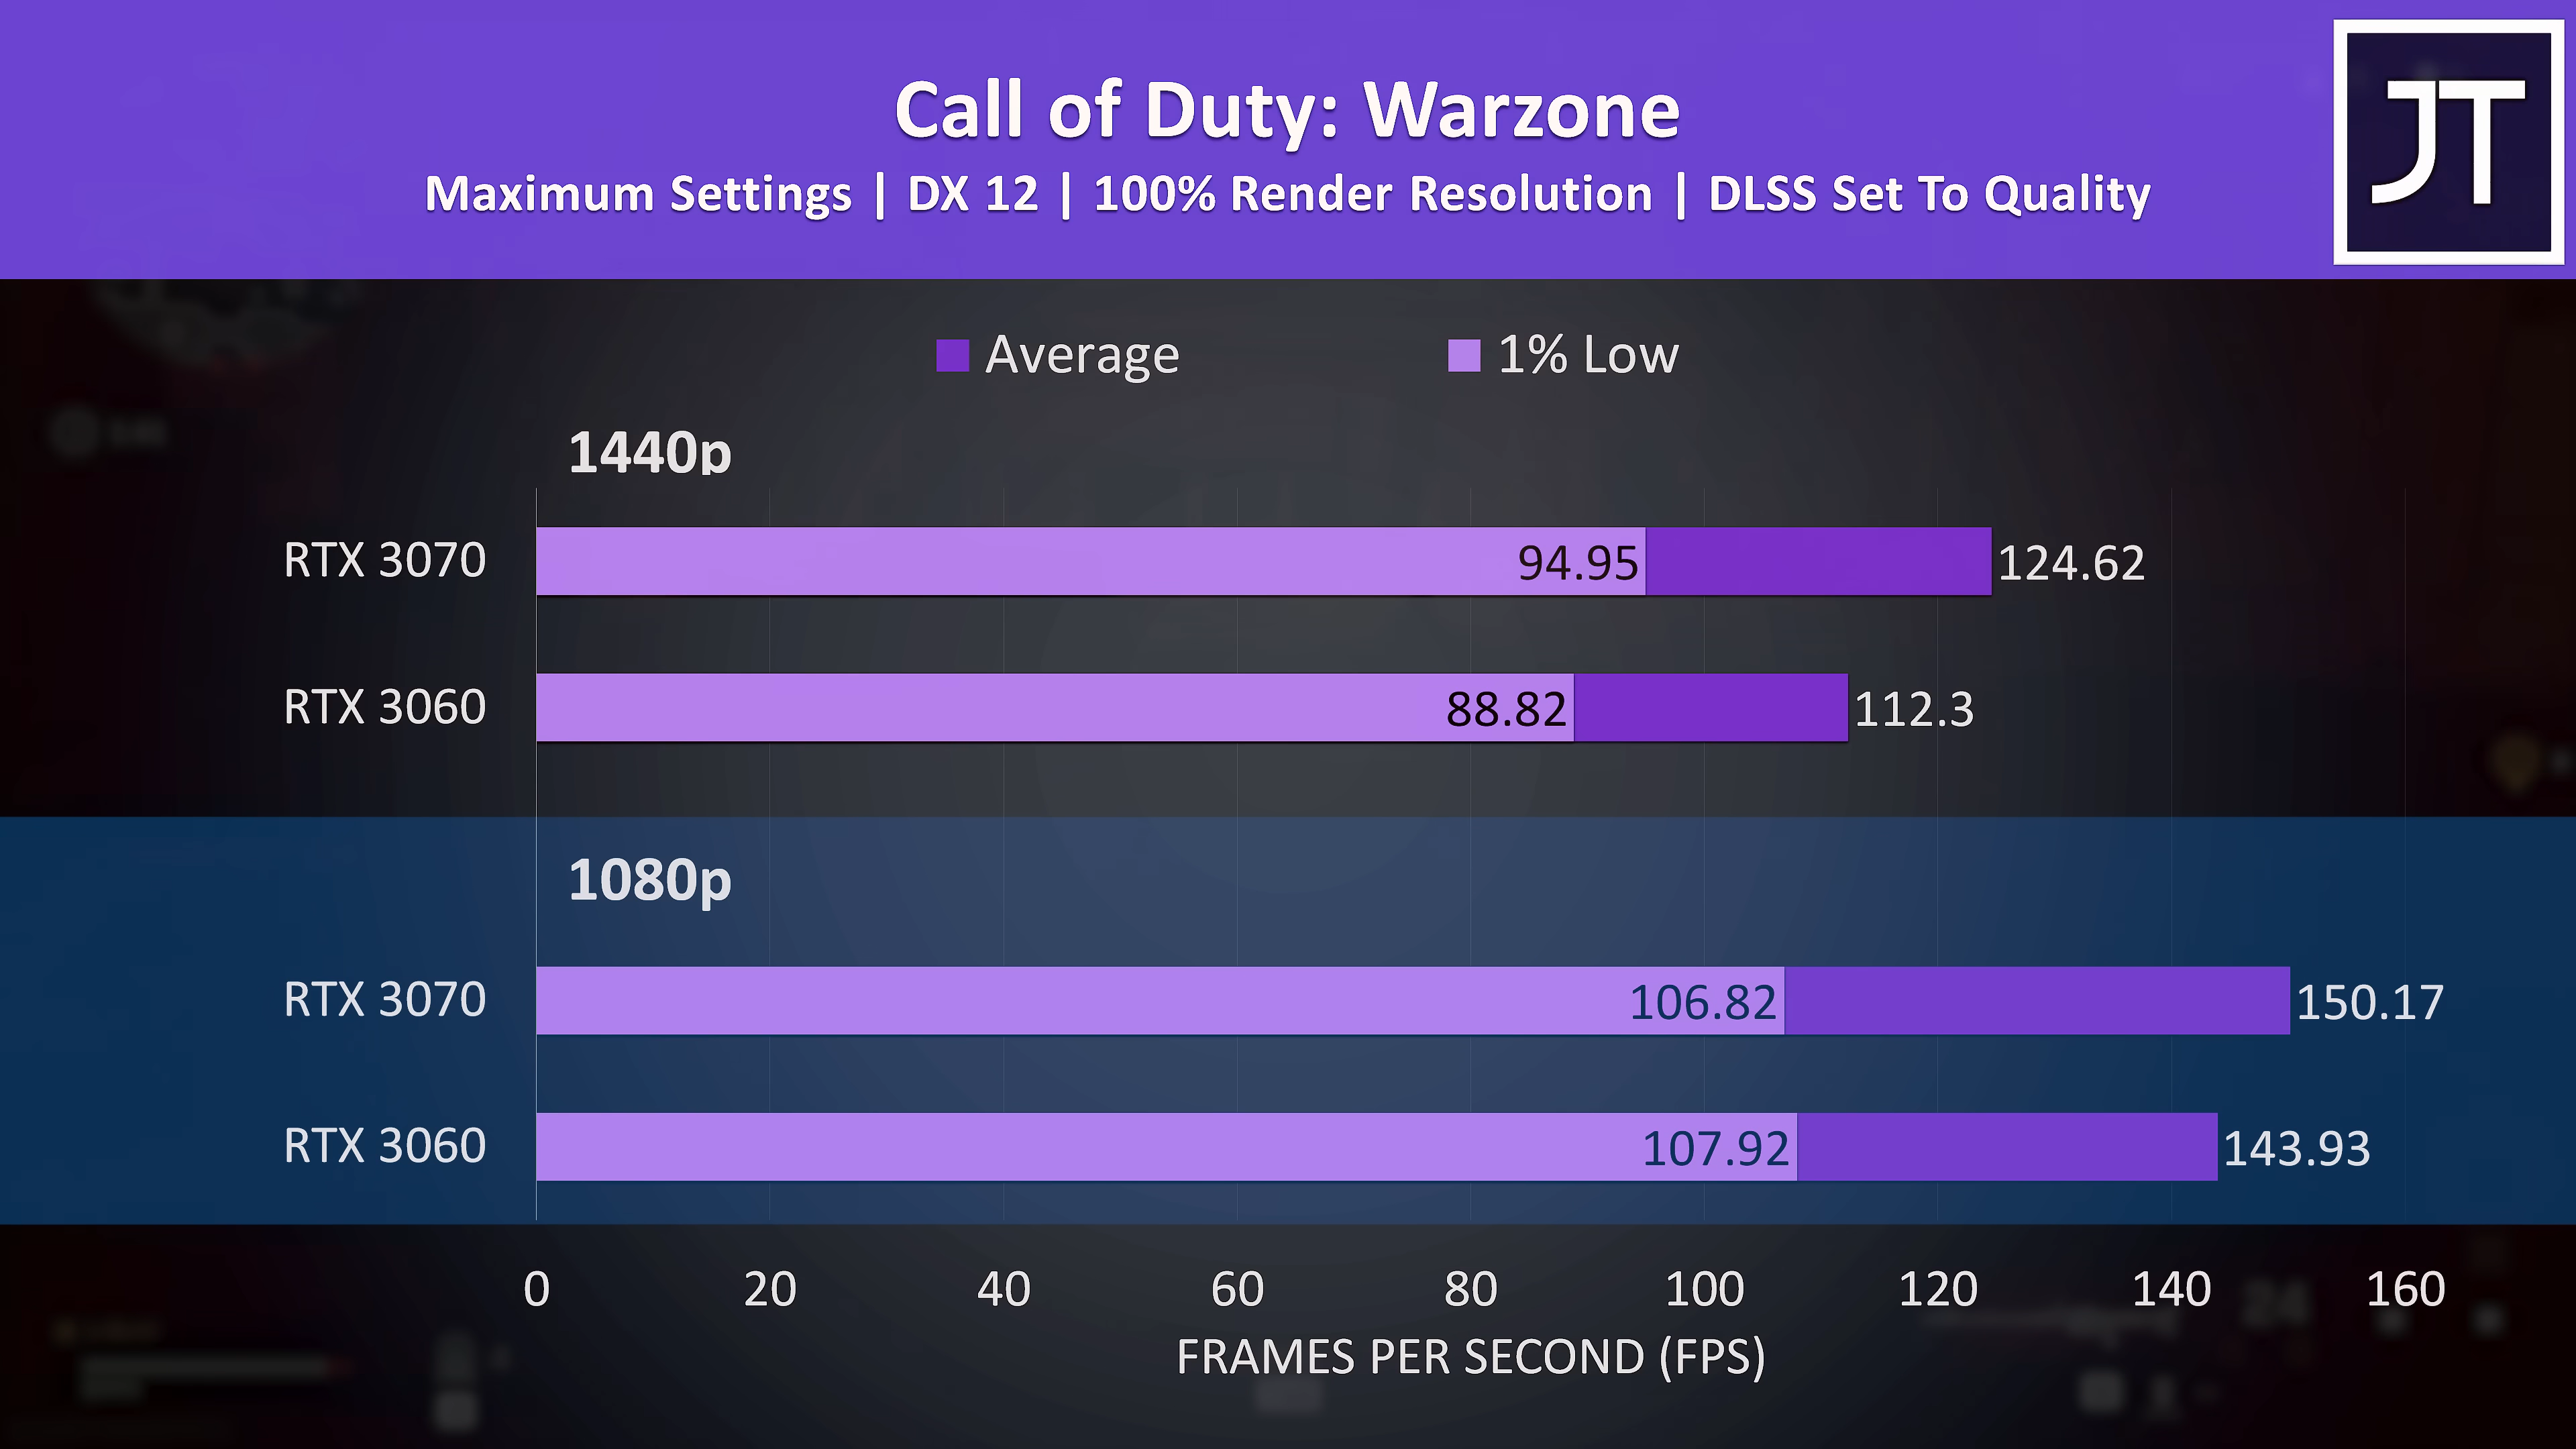 Call of Duty: Warzone
JT
Maximum Settings | DX 12 | 100% Render Resolution | DLSS Set To Quality
Average 1% Low
1440p
RTX 3070 94.95 124.62
RTX 3060 88.82 112.3
1080p
RTX 3070 106.82 150.17
RTX 3060 107.92 143.93
0 20 40 60 80 100 120 140 160
24
FRAMES PER SECOND (FPS)